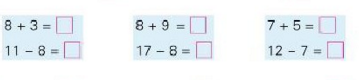 8 + 3 = □
11 − 8 = □
8 + 9 = □
17 − 8 = □
7 + 5 = □
12 − 7 = □